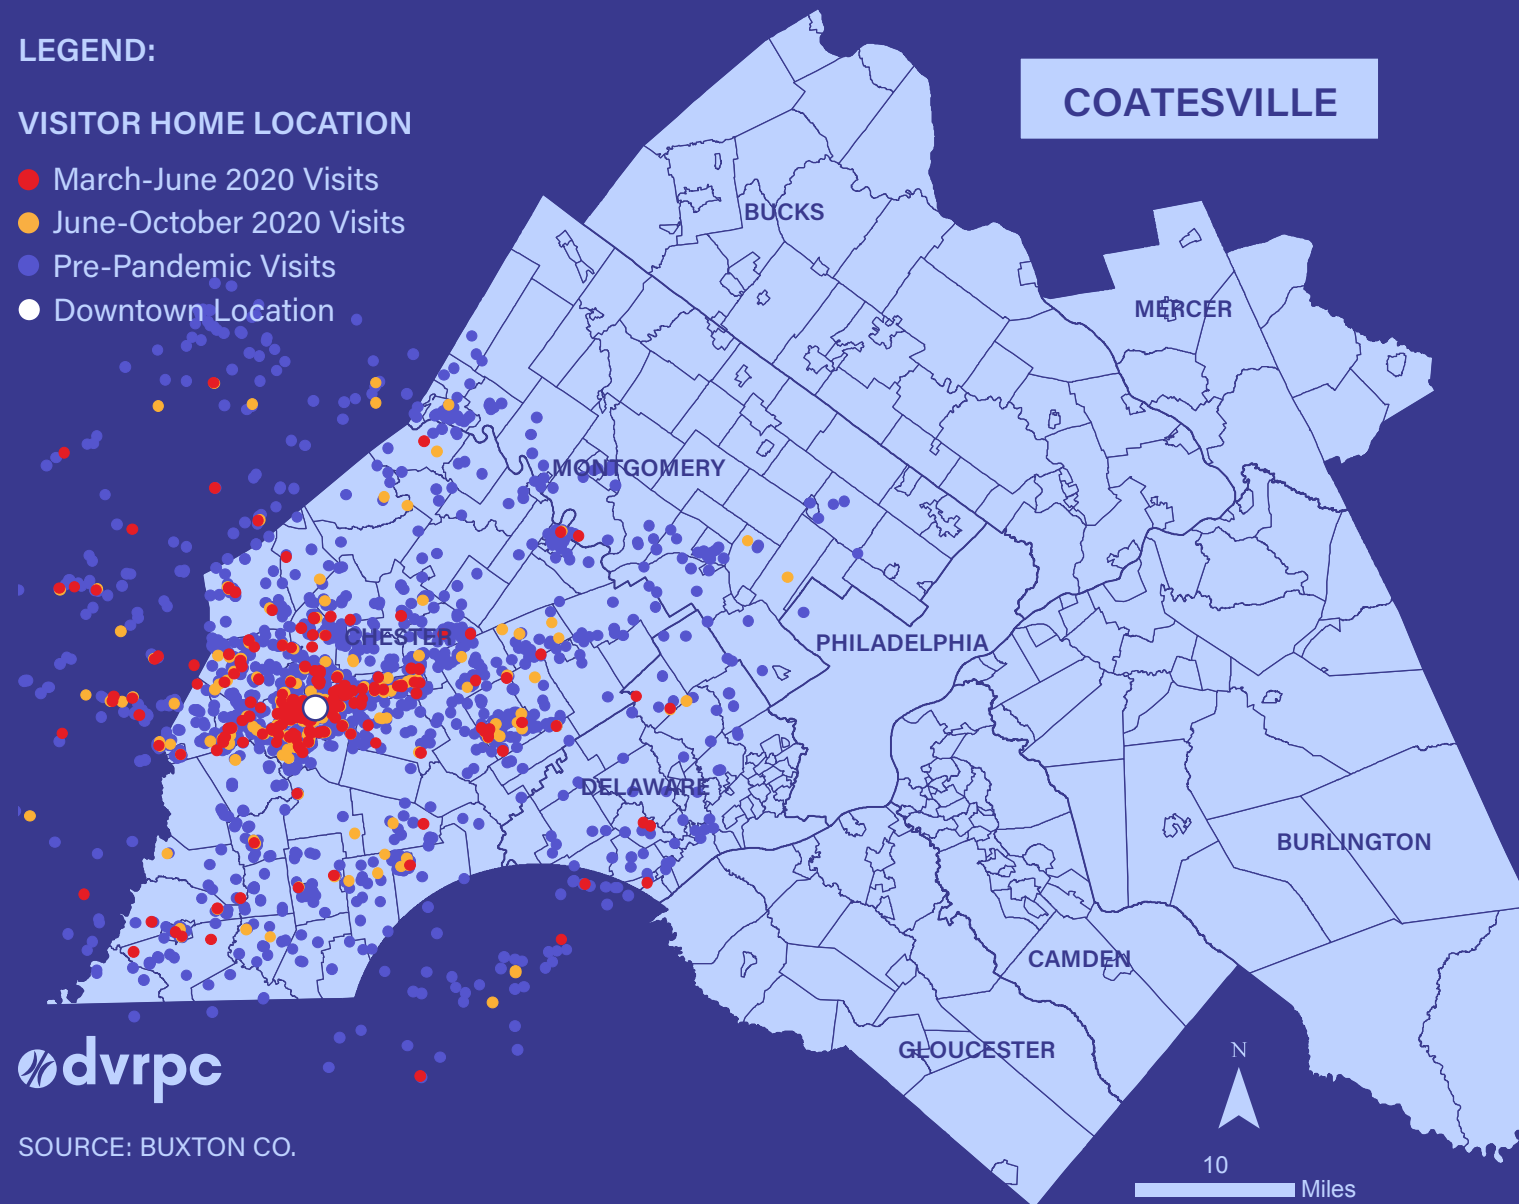 LEGEND:
COATESVILLE
VISITOR HOME LOCATION
March-June 2020 Visits
June-October 2020 Visits
Pre-Pandemic Visits
Downtown Location
BUCKS
MERCER
MONTGOMERY
CHESTER
PHILADELPHIA
DELAWARE
BURLINGTON
CAMDEN
GLOUCESTER
dvrpc
SOURCE: BUXTON CO.
N
10
Miles